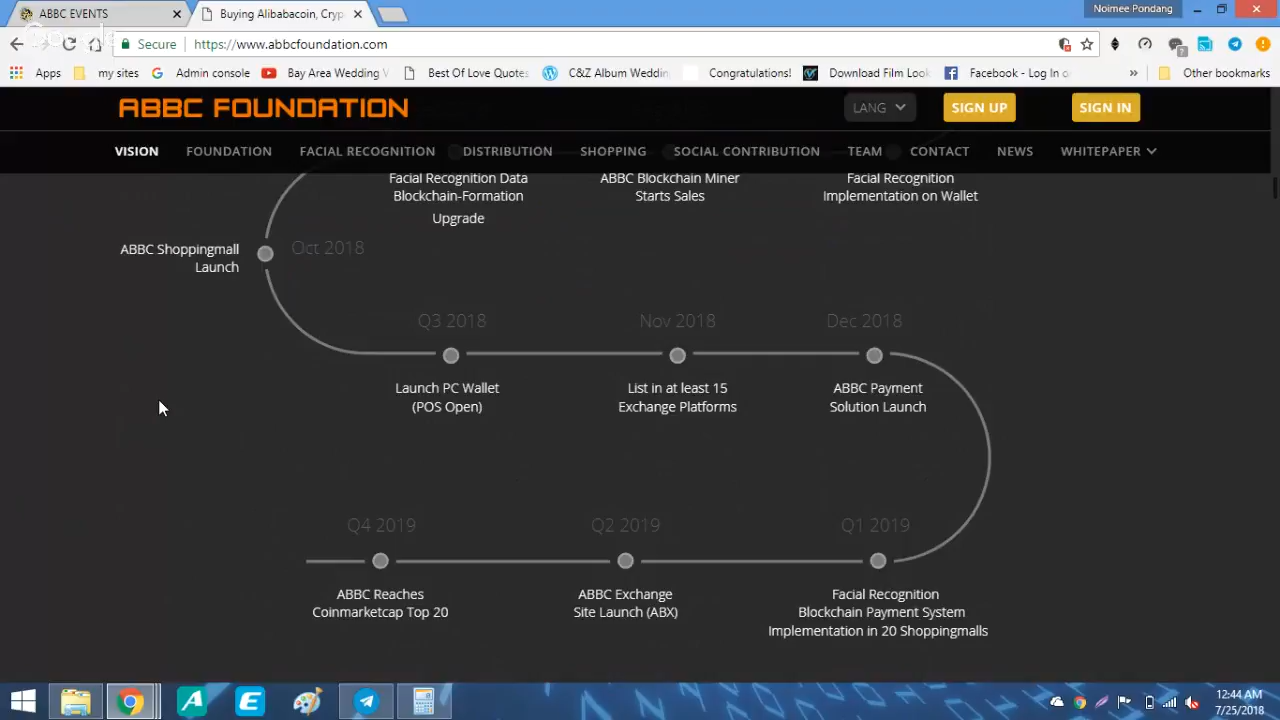 ABBC EVENTS
Buying Alibabacoin, Cryp
Noimee Pondang
Secure
https://www.abbcfoundation.com
Apps
my sites
Admin console
Bay Area Wedding V
Best Of Love Quotes
C&Z Album Weddin
Congratulations!
Download Film Look
Facebook - Log In o
Other bookmarks
ABBC FOUNDATION
LANG
SIGN UP
SIGN IN
VISION
FOUNDATION
FACIAL RECOGNITION
DISTRIBUTION
SHOPPING
SOCIAL CONTRIBUTION
TEAM
CONTACT
NEWS
WHITEPAPER
Facial Recognition Data
Blockchain-Formation
Upgrade
ABBC Blockchain Miner
Starts Sales
Facial Recognition
Implementation on Wallet
ABBC Shoppingmall
Launch
Oct 2018
Q3 2018
Nov 2018
Dec 2018
Launch PC Wallet
(POS Open)
List in at least 15
Exchange Platforms
ABBC Payment
Solution Launch
Q4 2019
Q2 2019
Q1 2019
ABBC Reaches
Coinmarketcap Top 20
ABBC Exchange
Site Launch (ABX)
Facial Recognition
Blockchain Payment System
Implementation in 20 Shoppingmalls
12:44 AM
7/25/2018